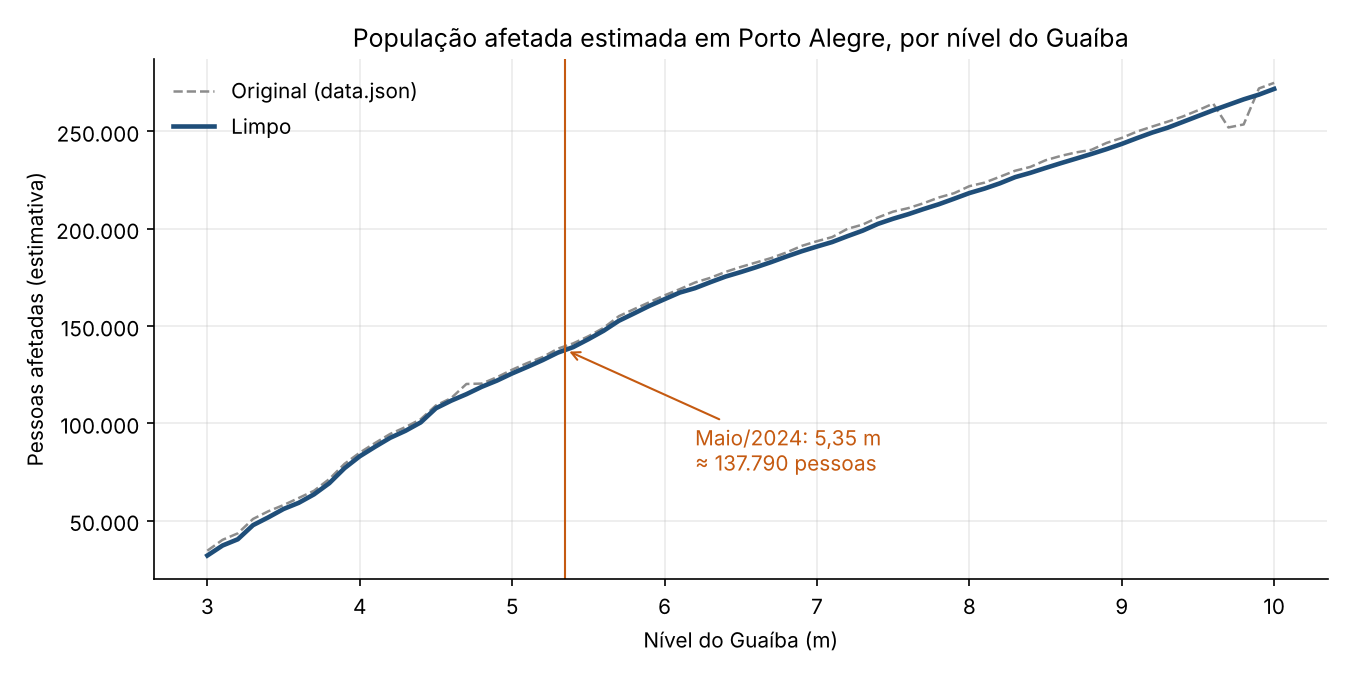 População afetada estimada em Porto Alegre, por nível do Guaíba
Original (data.json)
Limpo
Pessoas afetadas (estimativa)
250.000
200.000
150.000
100.000
50.000
Maio/2024: 5,35 m
≈ 137.790 pessoas
3 4 5 6 7 8 9 10
Nível do Guaíba (m)